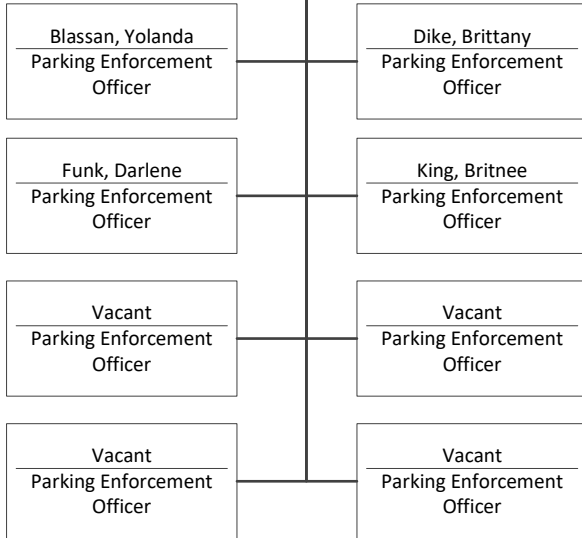 Blassan, Yolanda
Parking Enforcement
Officer
Dike, Brittany
Parking Enforcement
Officer
Funk, Darlene
Parking Enforcement
Officer
King, Britnee
Parking Enforcement
Officer
Vacant
Parking Enforcement
Officer
Vacant
Parking Enforcement
Officer
Vacant
Parking Enforcement
Officer
Vacant
Parking Enforcement
Officer